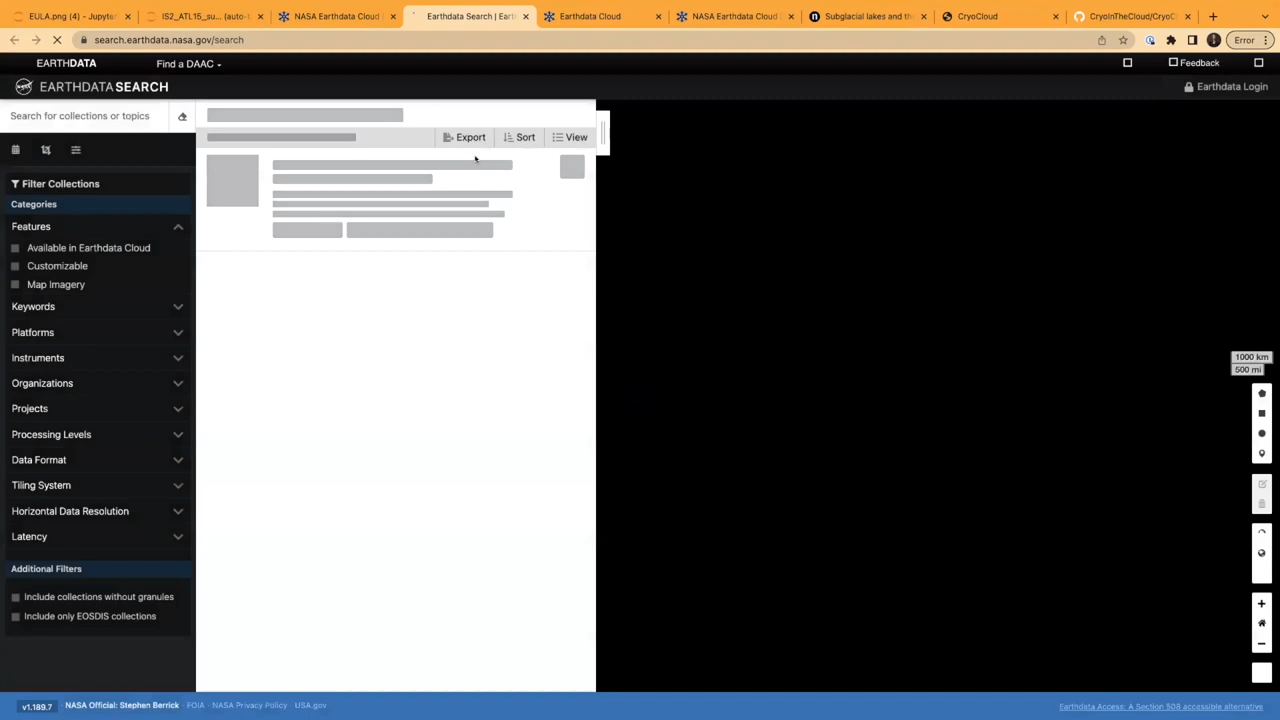 EULA.png (4) - Jupyter
IS2_ATL15_su... (auto-
NASA Earthdata Cloud
Earthdata Search | Eart
Earthdata Cloud
NASA Earthdata Cloud
Subglacial lakes and th
CryoCloud
CryoInTheCloud/CryoC
search.earthdata.nasa.gov/search
Error
EARTHDATA
Find a DAAC
Feedback
EARTHDATA SEARCH
Earthdata Login
Search for collections or topics
Export
Sort
View
Filter Collections
Categories
Features
Available in Earthdata Cloud
Customizable
Map Imagery
Keywords
Platforms
Instruments
Organizations
Projects
Processing Levels
Data Format
Tiling System
Horizontal Data Resolution
Latency
Additional Filters
Include collections without granules
Include only EOSDIS collections
1000 km
500 mi
v1.189.7
NASA Official: Stephen Berrick · FOIA · NASA Privacy Policy · USA.gov
Earthdata Access: A Section 508 accessible alternative